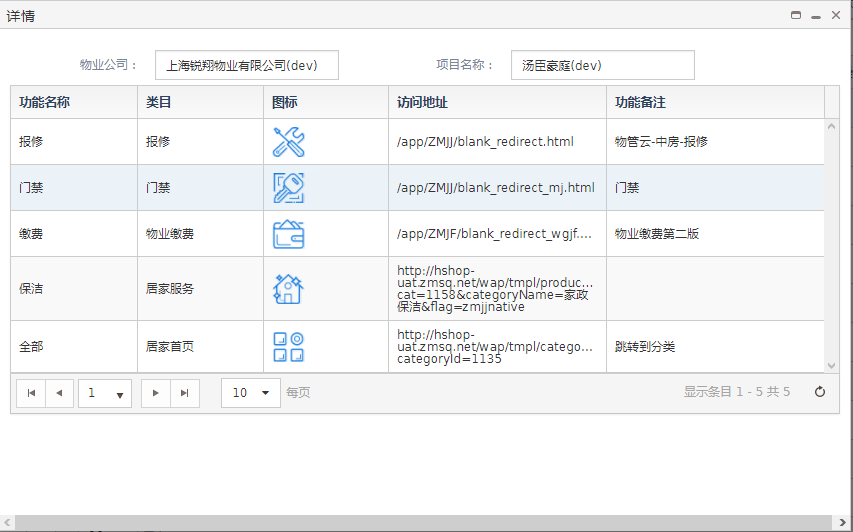 详情
物业公司： 上海锐翔物业有限公司(dev) 项目名称： 汤臣豪庭(dev)
功能名称 类目 图标 访问地址 功能备注
报修 报修 /app/ZMJJ/blank_redirect.html 物管云-中房-报修
门禁 门禁 /app/ZMJJ/blank_redirect_mj.html 门禁
缴费 物业缴费 /app/ZMJF/blank_redirect_wgjf.... 物业缴费第二版
保洁 居家服务 http://hshop-
uat.zmsq.net/wap/tmpl/produc...
cat=1158&categoryName=家政
保洁&flag=zmjjnative
全部 居家首页 http://hshop-
uat.zmsq.net/wap/tmpl/catego... 跳转到分类
categoryId=1135
1 10 每页 显示条目 1 - 5 共 5